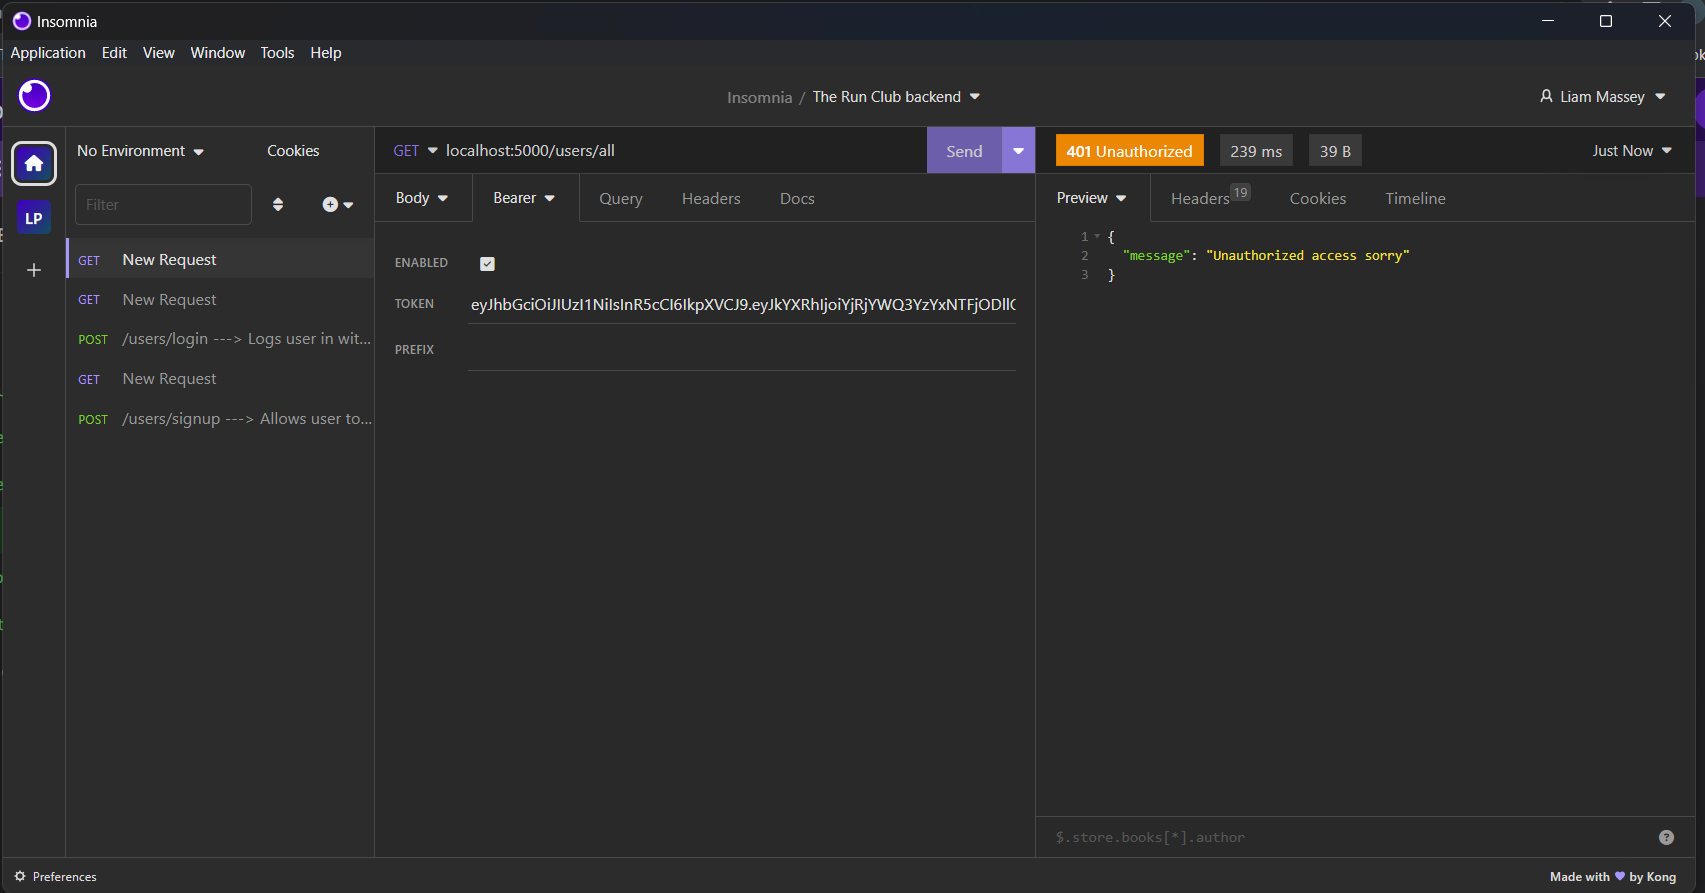 Insomnia
Application Edit View Window Tools Help
Insomnia / The Run Club backend
Liam Massey
No Environment Cookies
GET localhost:5000/users/all Send
401 Unauthorized 239 ms 39 B Just Now
Filter
Body Bearer Query Headers Docs
Preview Headers 19 Cookies Timeline
LP
GET New Request
GET New Request
POST /users/login ---> Logs user in wit...
GET New Request
POST /users/signup ---> Allows user to...
ENABLED
TOKEN
PREFIX
1 {
2 "message": "Unauthorized access sorry"
3 }
$.store.books[*].author
?
Preferences
Made with by Kong